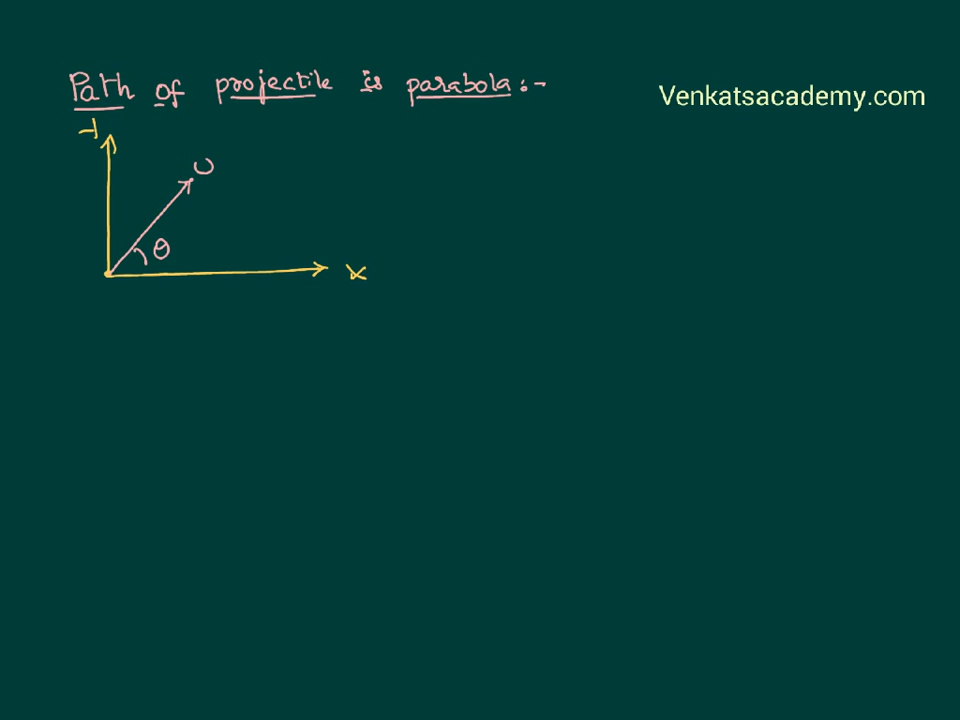 Path of projectile is parabola :-
Venkatsacademy.com
U
θ
x